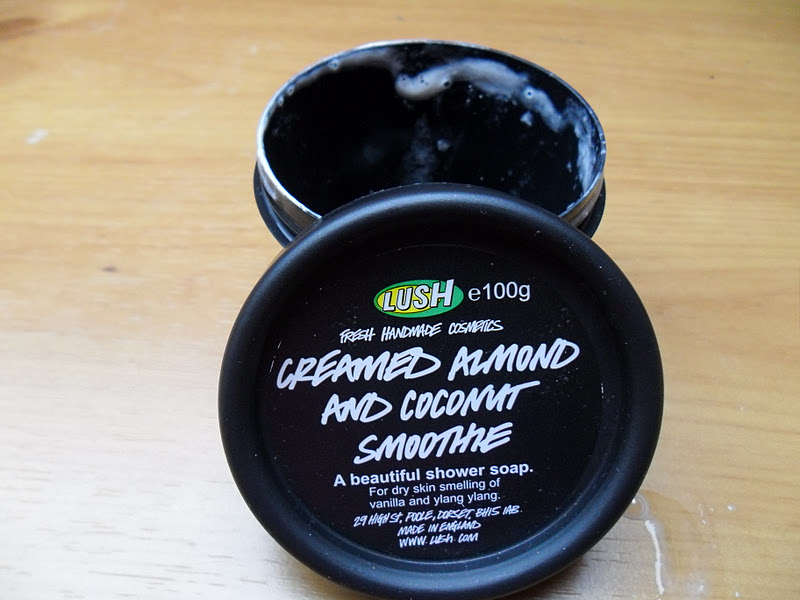 LUSH e100g
FRESH HANDMADE COSMETICS
CREAMED ALMOND
AND COCONUT
SMOOTHIE
A beautiful shower soap.
For dry skin smelling of
vanilla and ylang ylang.
29 HIGH St, POOLE, DORSET, BH15 1AB.
MADE IN ENGLAND
WWW. LUSH. COM